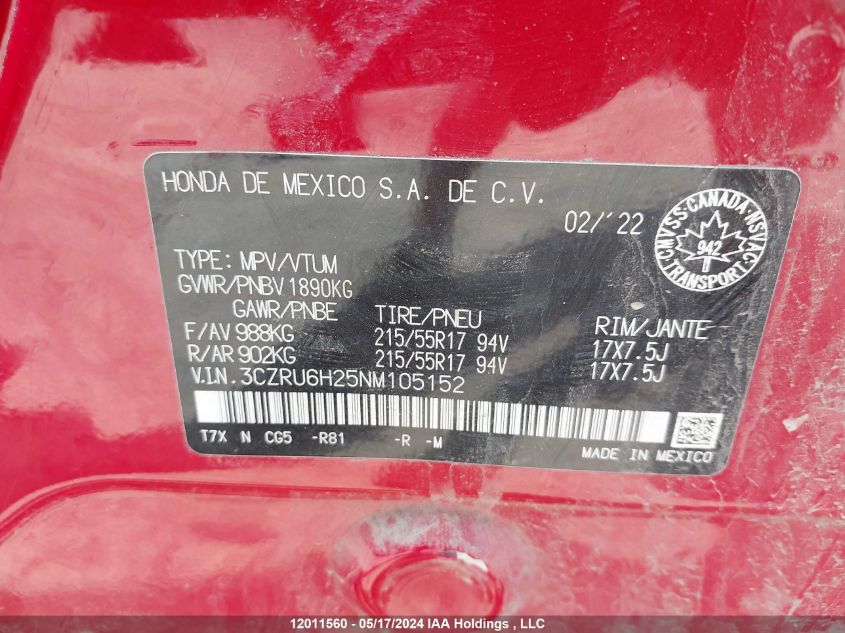 HONDA DE MEXICO S.A. DE C.V.
02/'22
CMVSS·CANADA·NSVAC
942
TRANSPORT
TYPE: MPV/VTUM
GVWR/PNBV 1890KG
GAWR/PNBE TIRE/PNEU RIM/JANTE
F/AV 988KG 215/55R17 94V 17X7.5J
R/AR 902KG 215/55R17 94V 17X7.5J
V.I.N. 3CZRU6H25NM105152
T7X N CG5 -R81 -R -M
MADE IN MEXICO
12011560 - 05/17/2024 IAA Holdings , LLC